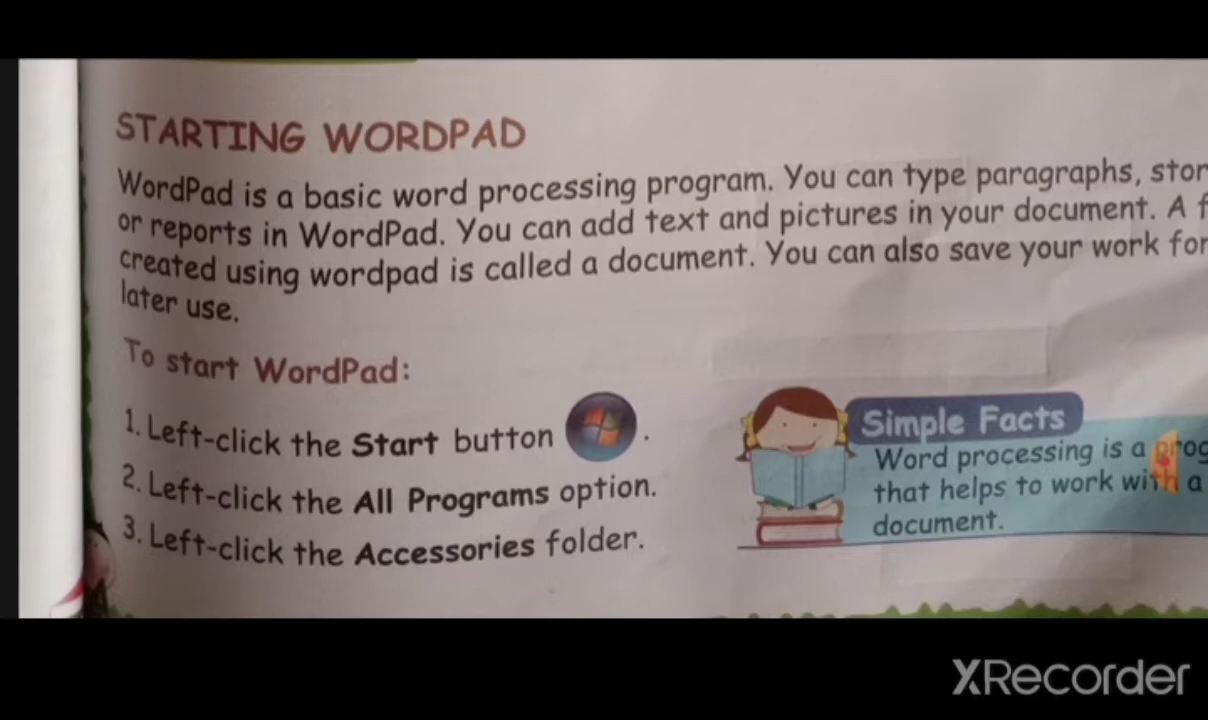 STARTING WORDPAD
WordPad is a basic word processing program. You can type paragraphs,
or reports in WordPad. You can add text and pictures in your document. A
created using wordpad is called a document. You can also save your work for
later use.
To start WordPad:
1. Left-click the Start button .
2. Left-click the All Programs option.
3. Left-click the Accessories folder.
Simple Facts
Word processing is a
that helps to work with a
document.
XRecorder